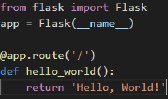 from flask import Flask
app = Flask(__name__)

@app.route('/')
def hello_world():
    return 'Hello, World!'